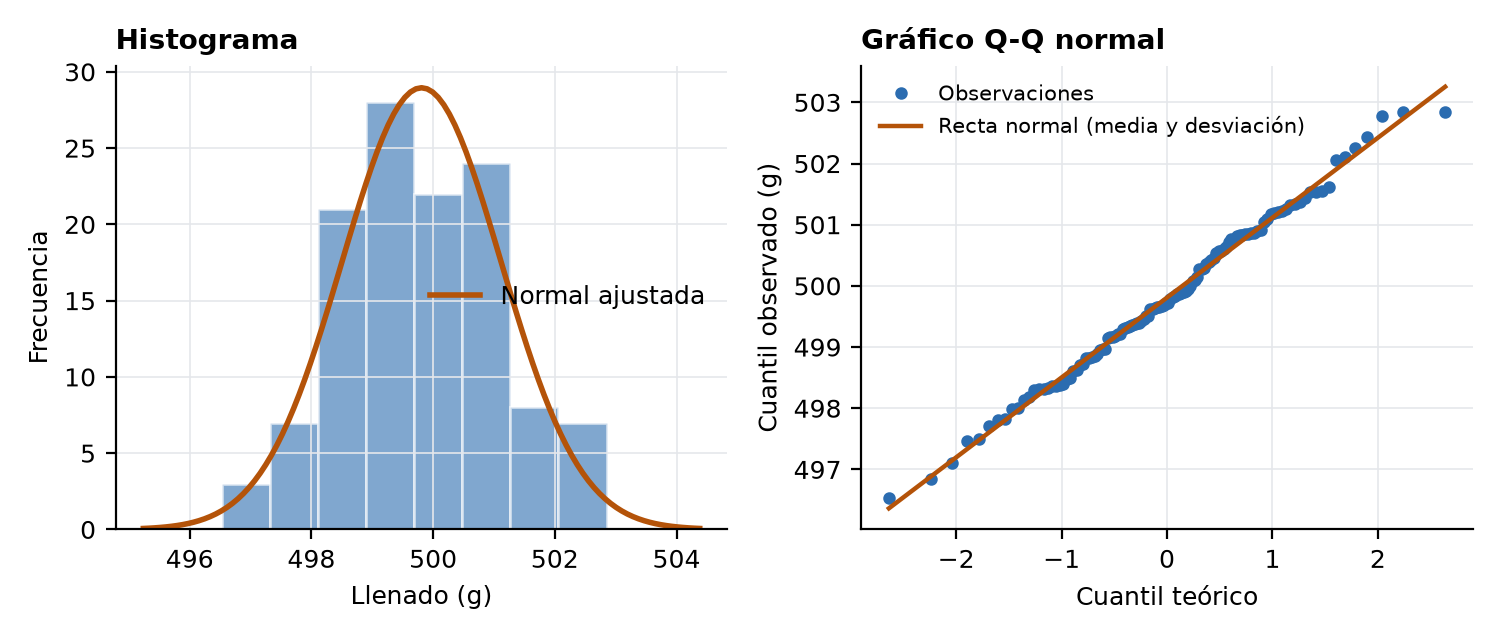 Histograma
30
25
20
15
10
5
0
Frecuencia
Normal ajustada
496 498 500 502 504
Llenado (g)
Gráfico Q-Q normal
Observaciones
Recta normal (media y desviación)
503
502
501
500
499
498
497
Cuantil observado (g)
−2 −1 0 1 2
Cuantil teórico